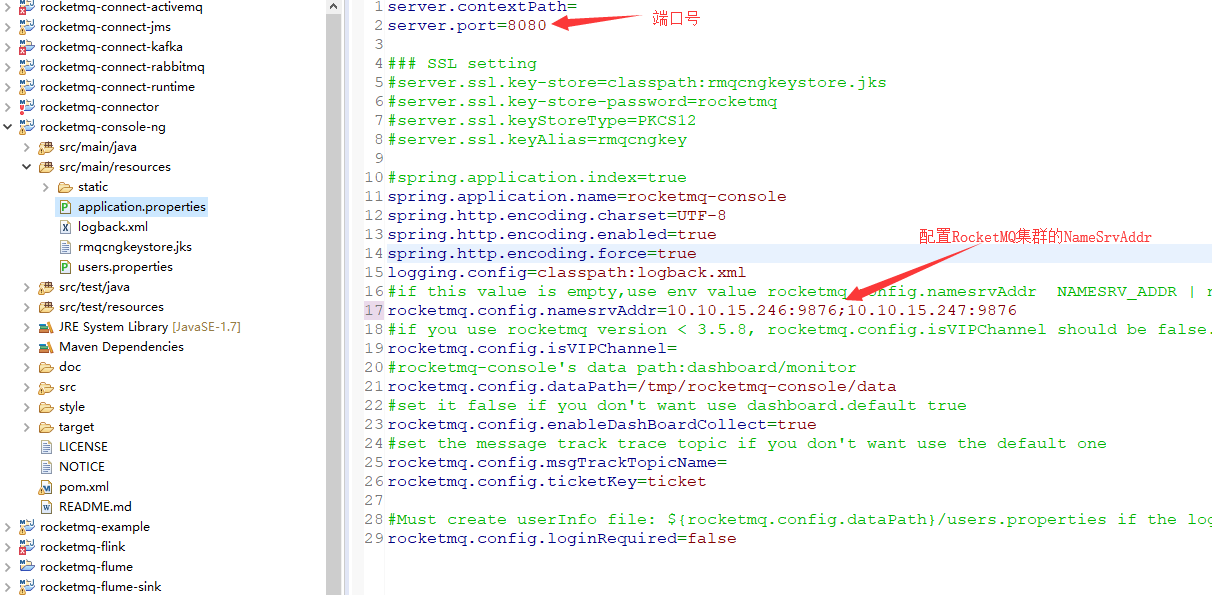 rocketmq-connect-activemq
rocketmq-connect-jms
rocketmq-connect-kafka
rocketmq-connect-rabbitmq
rocketmq-connect-runtime
rocketmq-connector
rocketmq-console-ng
src/main/java
src/main/resources
static
application.properties
logback.xml
rmqcngkeystore.jks
users.properties
src/test/java
src/test/resources
JRE System Library [JavaSE-1.7]
Maven Dependencies
doc
src
style
target
LICENSE
NOTICE
pom.xml
README.md
rocketmq-example
rocketmq-flink
rocketmq-flume
rocketmq-flume-sink
1 server.contextPath=
2 server.port=8080
端口号
3
4 ### SSL setting
5 #server.ssl.key-store=classpath:rmqcngkeystore.jks
6 #server.ssl.key-store-password=rocketmq
7 #server.ssl.keyStoreType=PKCS12
8 #server.ssl.keyAlias=rmqcngkey
9
10 #spring.application.index=true
11 spring.application.name=rocketmq-console
12 spring.http.encoding.charset=UTF-8
13 spring.http.encoding.enabled=true
配置RocketMQ集群的NameSrvAddr
14 spring.http.encoding.force=true
15 logging.config=classpath:logback.xml
16 #if this value is empty,use env value rocketmq.config.namesrvAddr  NAMESRV_ADDR |
17 rocketmq.config.namesrvAddr=10.10.15.246:9876;10.10.15.247:9876
18 #if you use rocketmq version < 3.5.8, rocketmq.config.isVIPChannel should be false.
19 rocketmq.config.isVIPChannel=
20 #rocketmq-console's data path:dashboard/monitor
21 rocketmq.config.dataPath=/tmp/rocketmq-console/data
22 #set it false if you don't want use dashboard.default true
23 rocketmq.config.enableDashBoardCollect=true
24 #set the message track trace topic if you don't want use the default one
25 rocketmq.config.msgTrackTopicName=
26 rocketmq.config.ticketKey=ticket
27
28 #Must create userInfo file: ${rocketmq.config.dataPath}/users.properties if the log
29 rocketmq.config.loginRequired=false